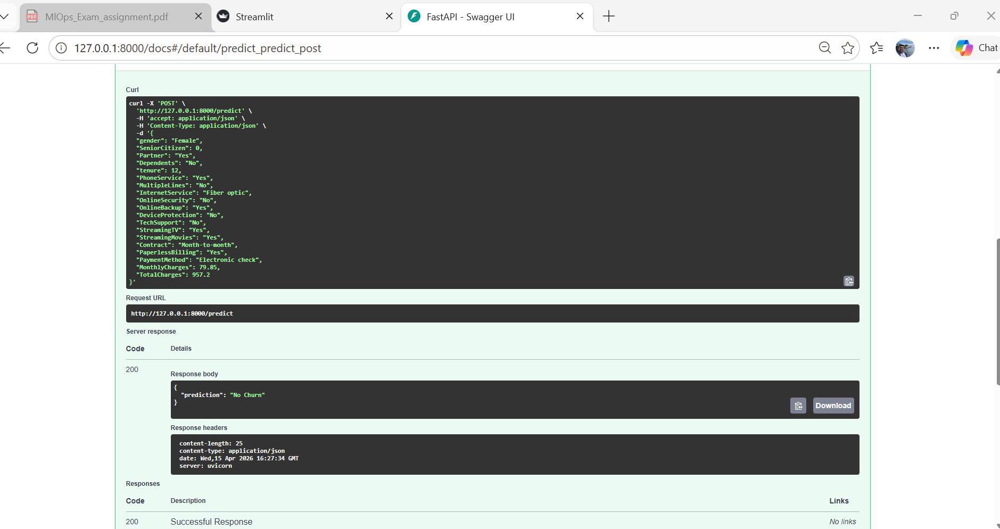 MlOps_Exam_assignment.pdf
Streamlit
FastAPI - Swagger UI
127.0.0.1:8000/docs#/default/predict_predict_post
Chat
Curl
curl -X 'POST' \
  'http://127.0.0.1:8000/predict' \
  -H 'accept: application/json' \
  -H 'Content-Type: application/json' \
  -d '{
  "gender": "Female",
  "SeniorCitizen": 0,
  "Partner": "Yes",
  "Dependents": "No",
  "tenure": 12,
  "PhoneService": "Yes",
  "MultipleLines": "No",
  "InternetService": "Fiber optic",
  "OnlineSecurity": "No",
  "OnlineBackup": "Yes",
  "DeviceProtection": "No",
  "TechSupport": "No",
  "StreamingTV": "Yes",
  "StreamingMovies": "Yes",
  "Contract": "Month-to-month",
  "PaperlessBilling": "Yes",
  "PaymentMethod": "Electronic check",
  "MonthlyCharges": 79.85,
  "TotalCharges": 957.2
}'
Request URL
http://127.0.0.1:8000/predict
Server response
Code Details
200
Response body
{
  "prediction": "No Churn"
}
Download
Response headers
content-length: 25
content-type: application/json
date: Wed,15 Apr 2026 16:27:34 GMT
server: uvicorn
Responses
Code Description Links
200 Successful Response No links